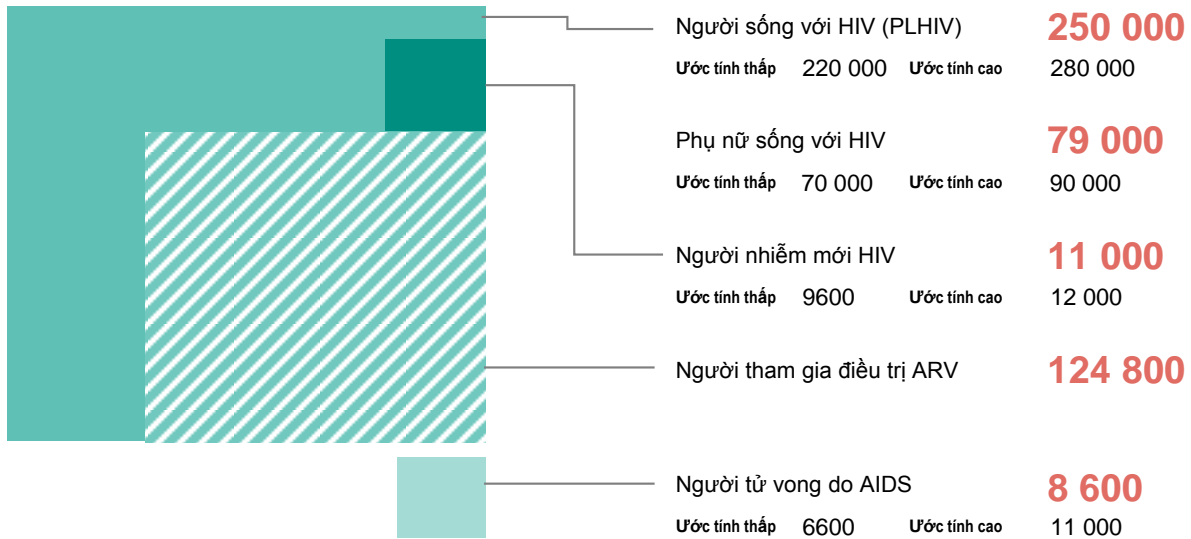 Người sống với HIV (PLHIV) 250 000
Ước tính thấp 220 000 Ước tính cao 280 000
Phụ nữ sống với HIV 79 000
Ước tính thấp 70 000 Ước tính cao 90 000
Người nhiễm mới HIV 11 000
Ước tính thấp 9600 Ước tính cao 12 000
Người tham gia điều trị ARV 124 800
Người tử vong do AIDS 8 600
Ước tính thấp 6600 Ước tính cao 11 000